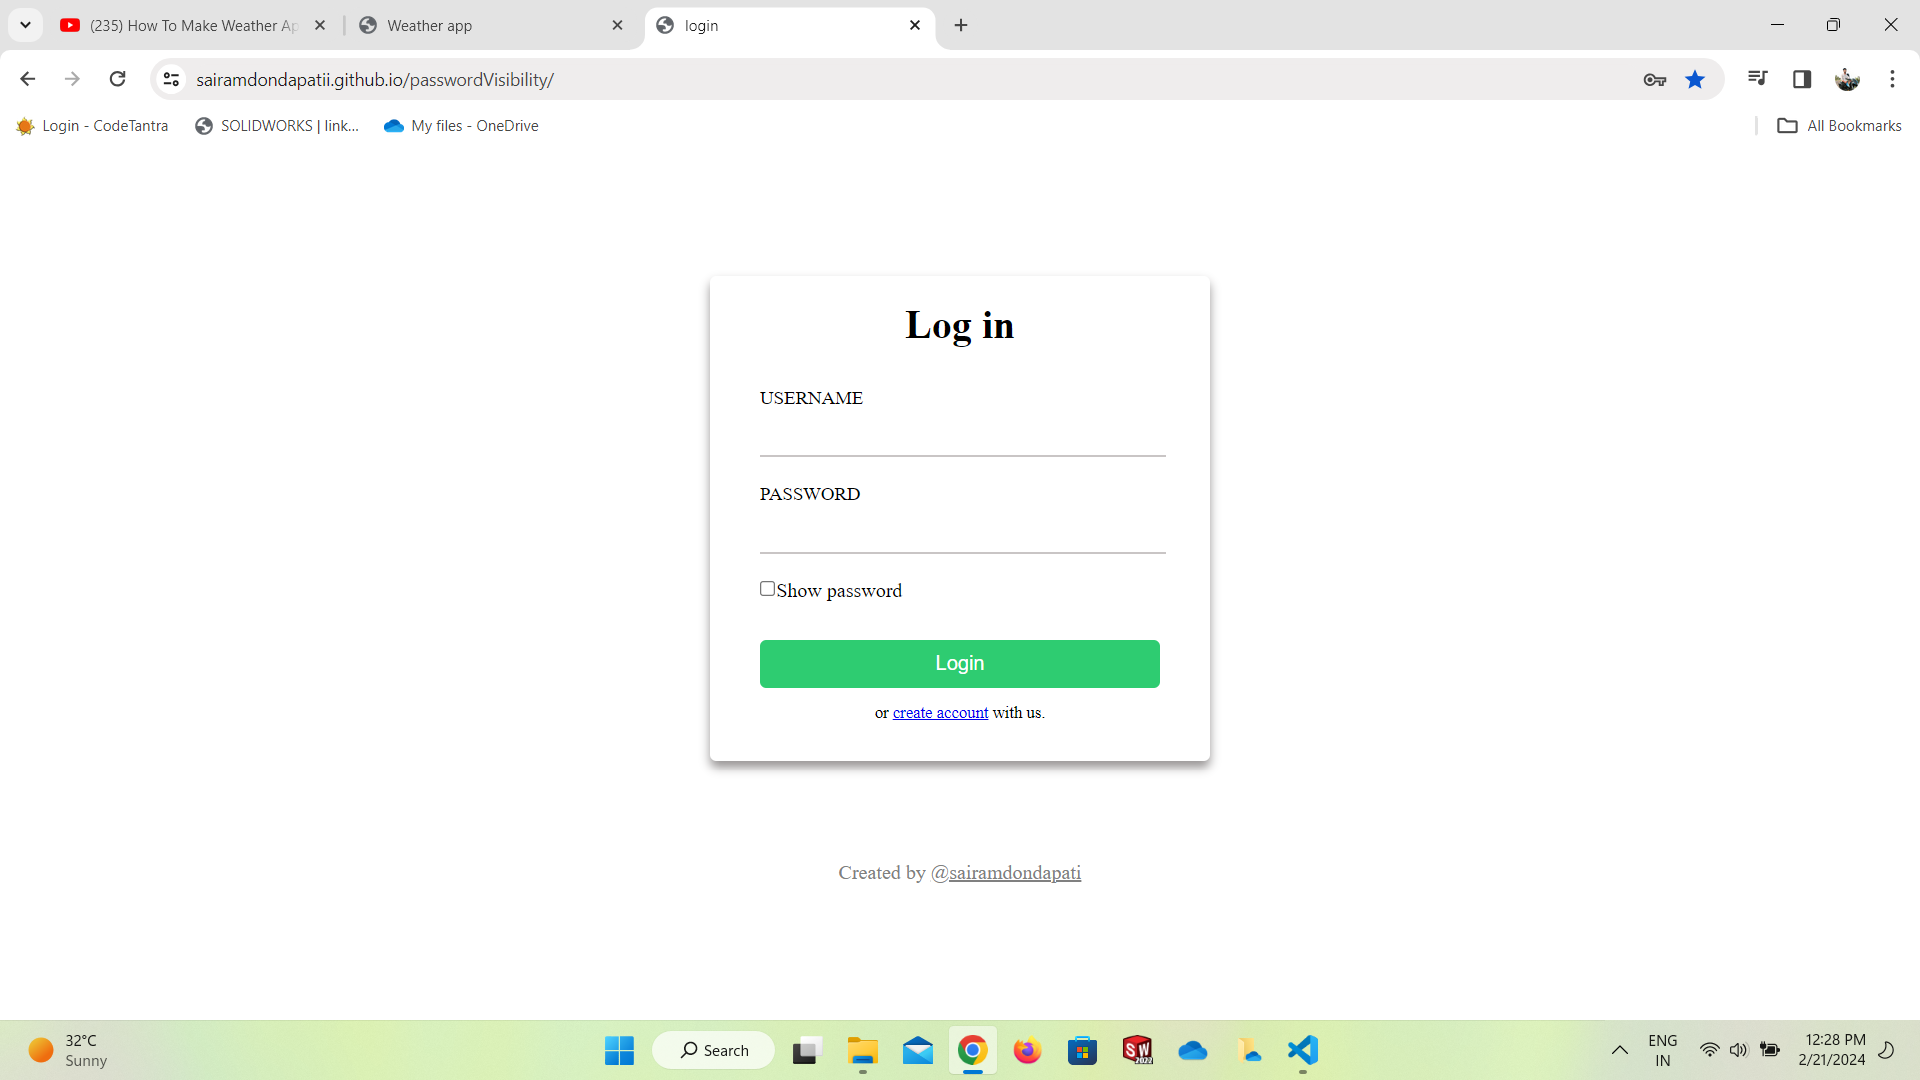 (235) How To Make Weather Ap
Weather app
login
sairamdondapatii.github.io/passwordVisibility/
Login - CodeTantra
SOLIDWORKS | link...
My files - OneDrive
All Bookmarks
Log in
USERNAME
PASSWORD
Show password
Login
or create account with us.
Created by @sairamdondapati
32°C
Sunny
Search
SW
2022
ENG
IN
12:28 PM
2/21/2024